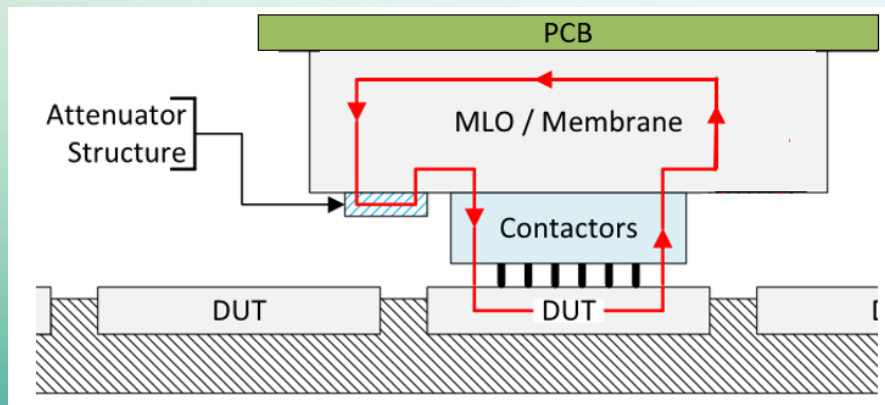 PCB
Attenuator
Structure
MLO / Membrane
Contactors
DUT
DUT